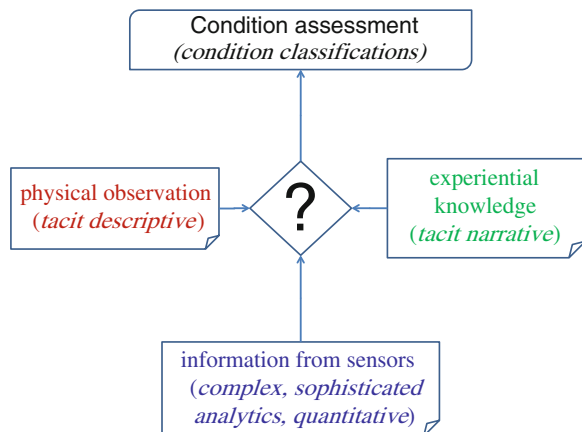 Condition assessment
(condition classifications)
physical observation
(tacit descriptive)
?
experiential
knowledge
(tacit narrative)
information from sensors
(complex, sophisticated
analytics, quantitative)